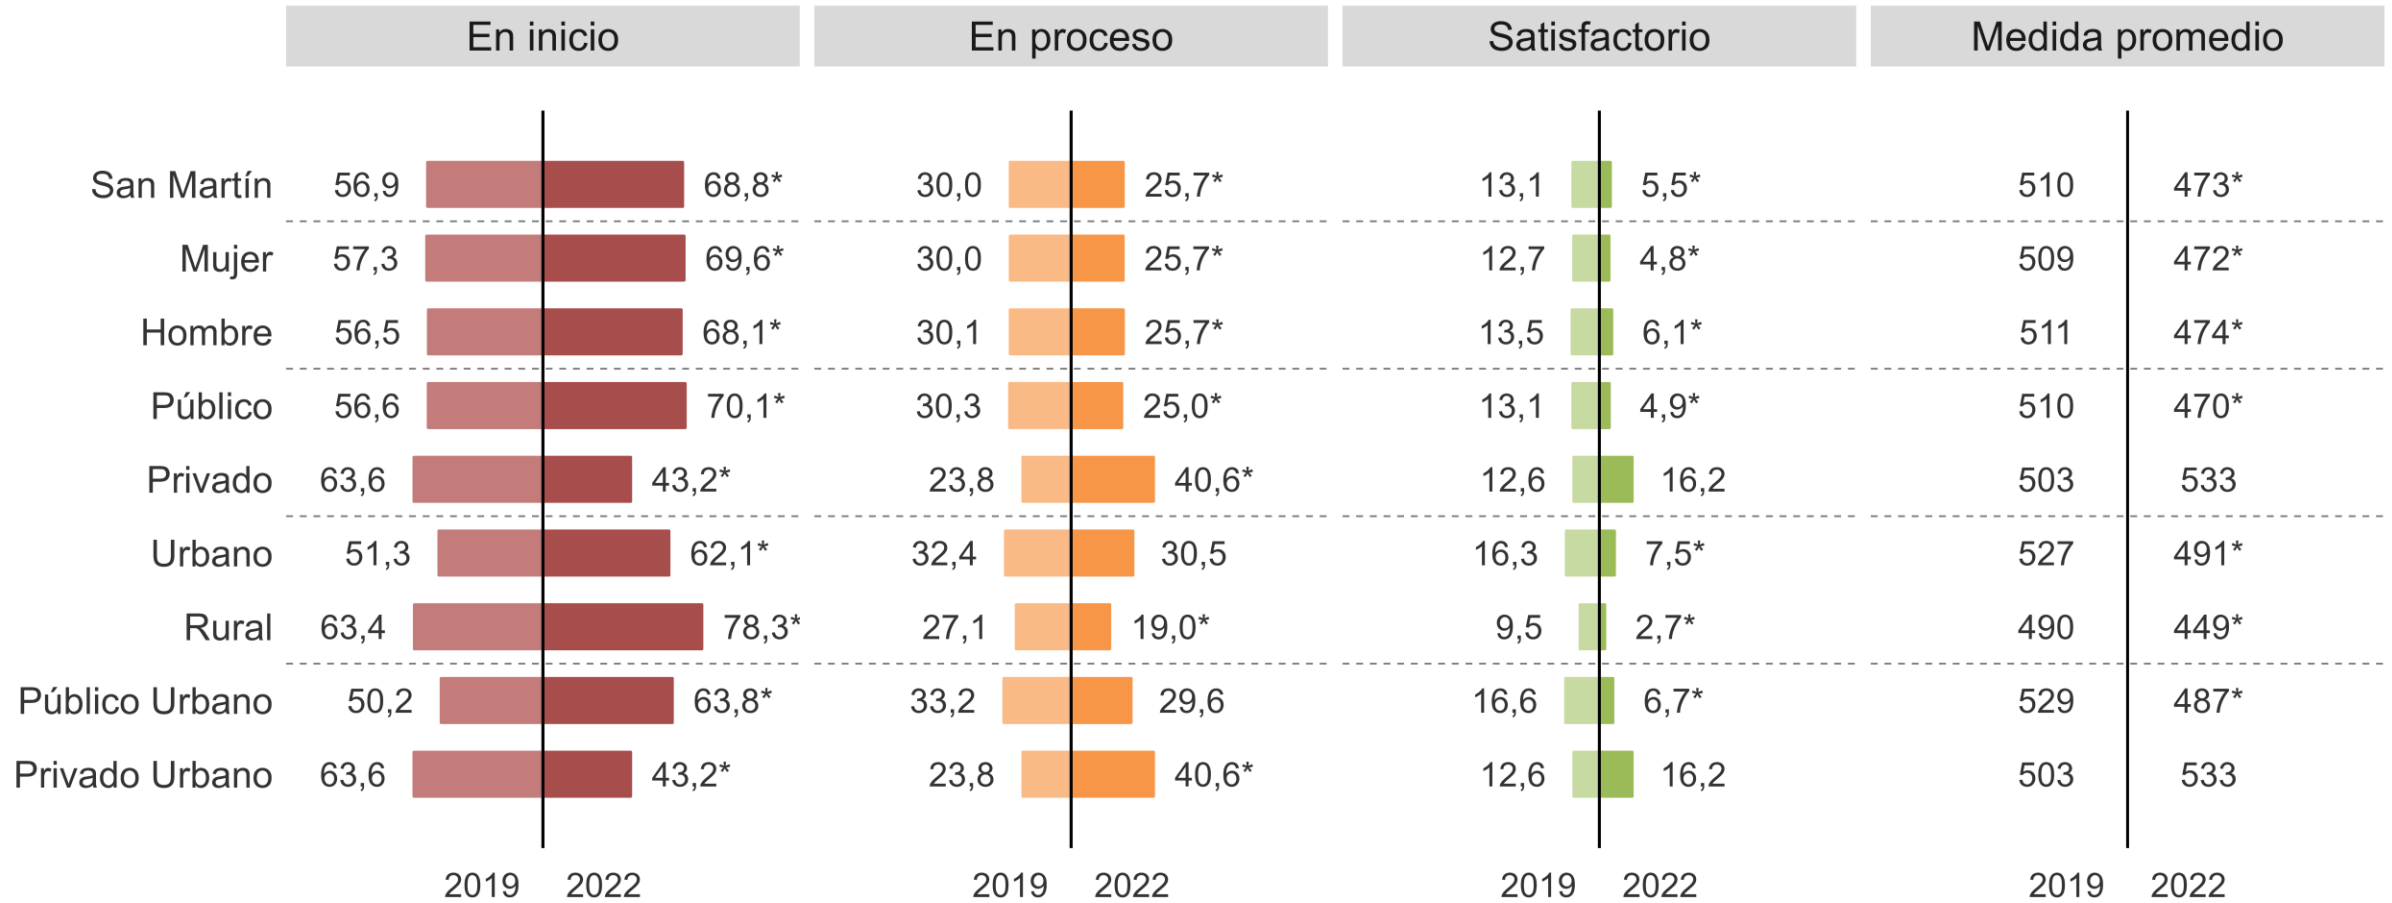 En inicio En proceso Satisfactorio Medida promedio
San Martín 56,9 68,8* 30,0 25,7* 13,1 5,5* 510 473*
Mujer 57,3 69,6* 30,0 25,7* 12,7 4,8* 509 472*
Hombre 56,5 68,1* 30,1 25,7* 13,5 6,1* 511 474*
Público 56,6 70,1* 30,3 25,0* 13,1 4,9* 510 470*
Privado 63,6 43,2* 23,8 40,6* 12,6 16,2 503 533
Urbano 51,3 62,1* 32,4 30,5 16,3 7,5* 527 491*
Rural 63,4 78,3* 27,1 19,0* 9,5 2,7* 490 449*
Público Urbano 50,2 63,8* 33,2 29,6 16,6 6,7* 529 487*
Privado Urbano 63,6 43,2* 23,8 40,6* 12,6 16,2 503 533
2019 2022 2019 2022 2019 2022 2019 2022